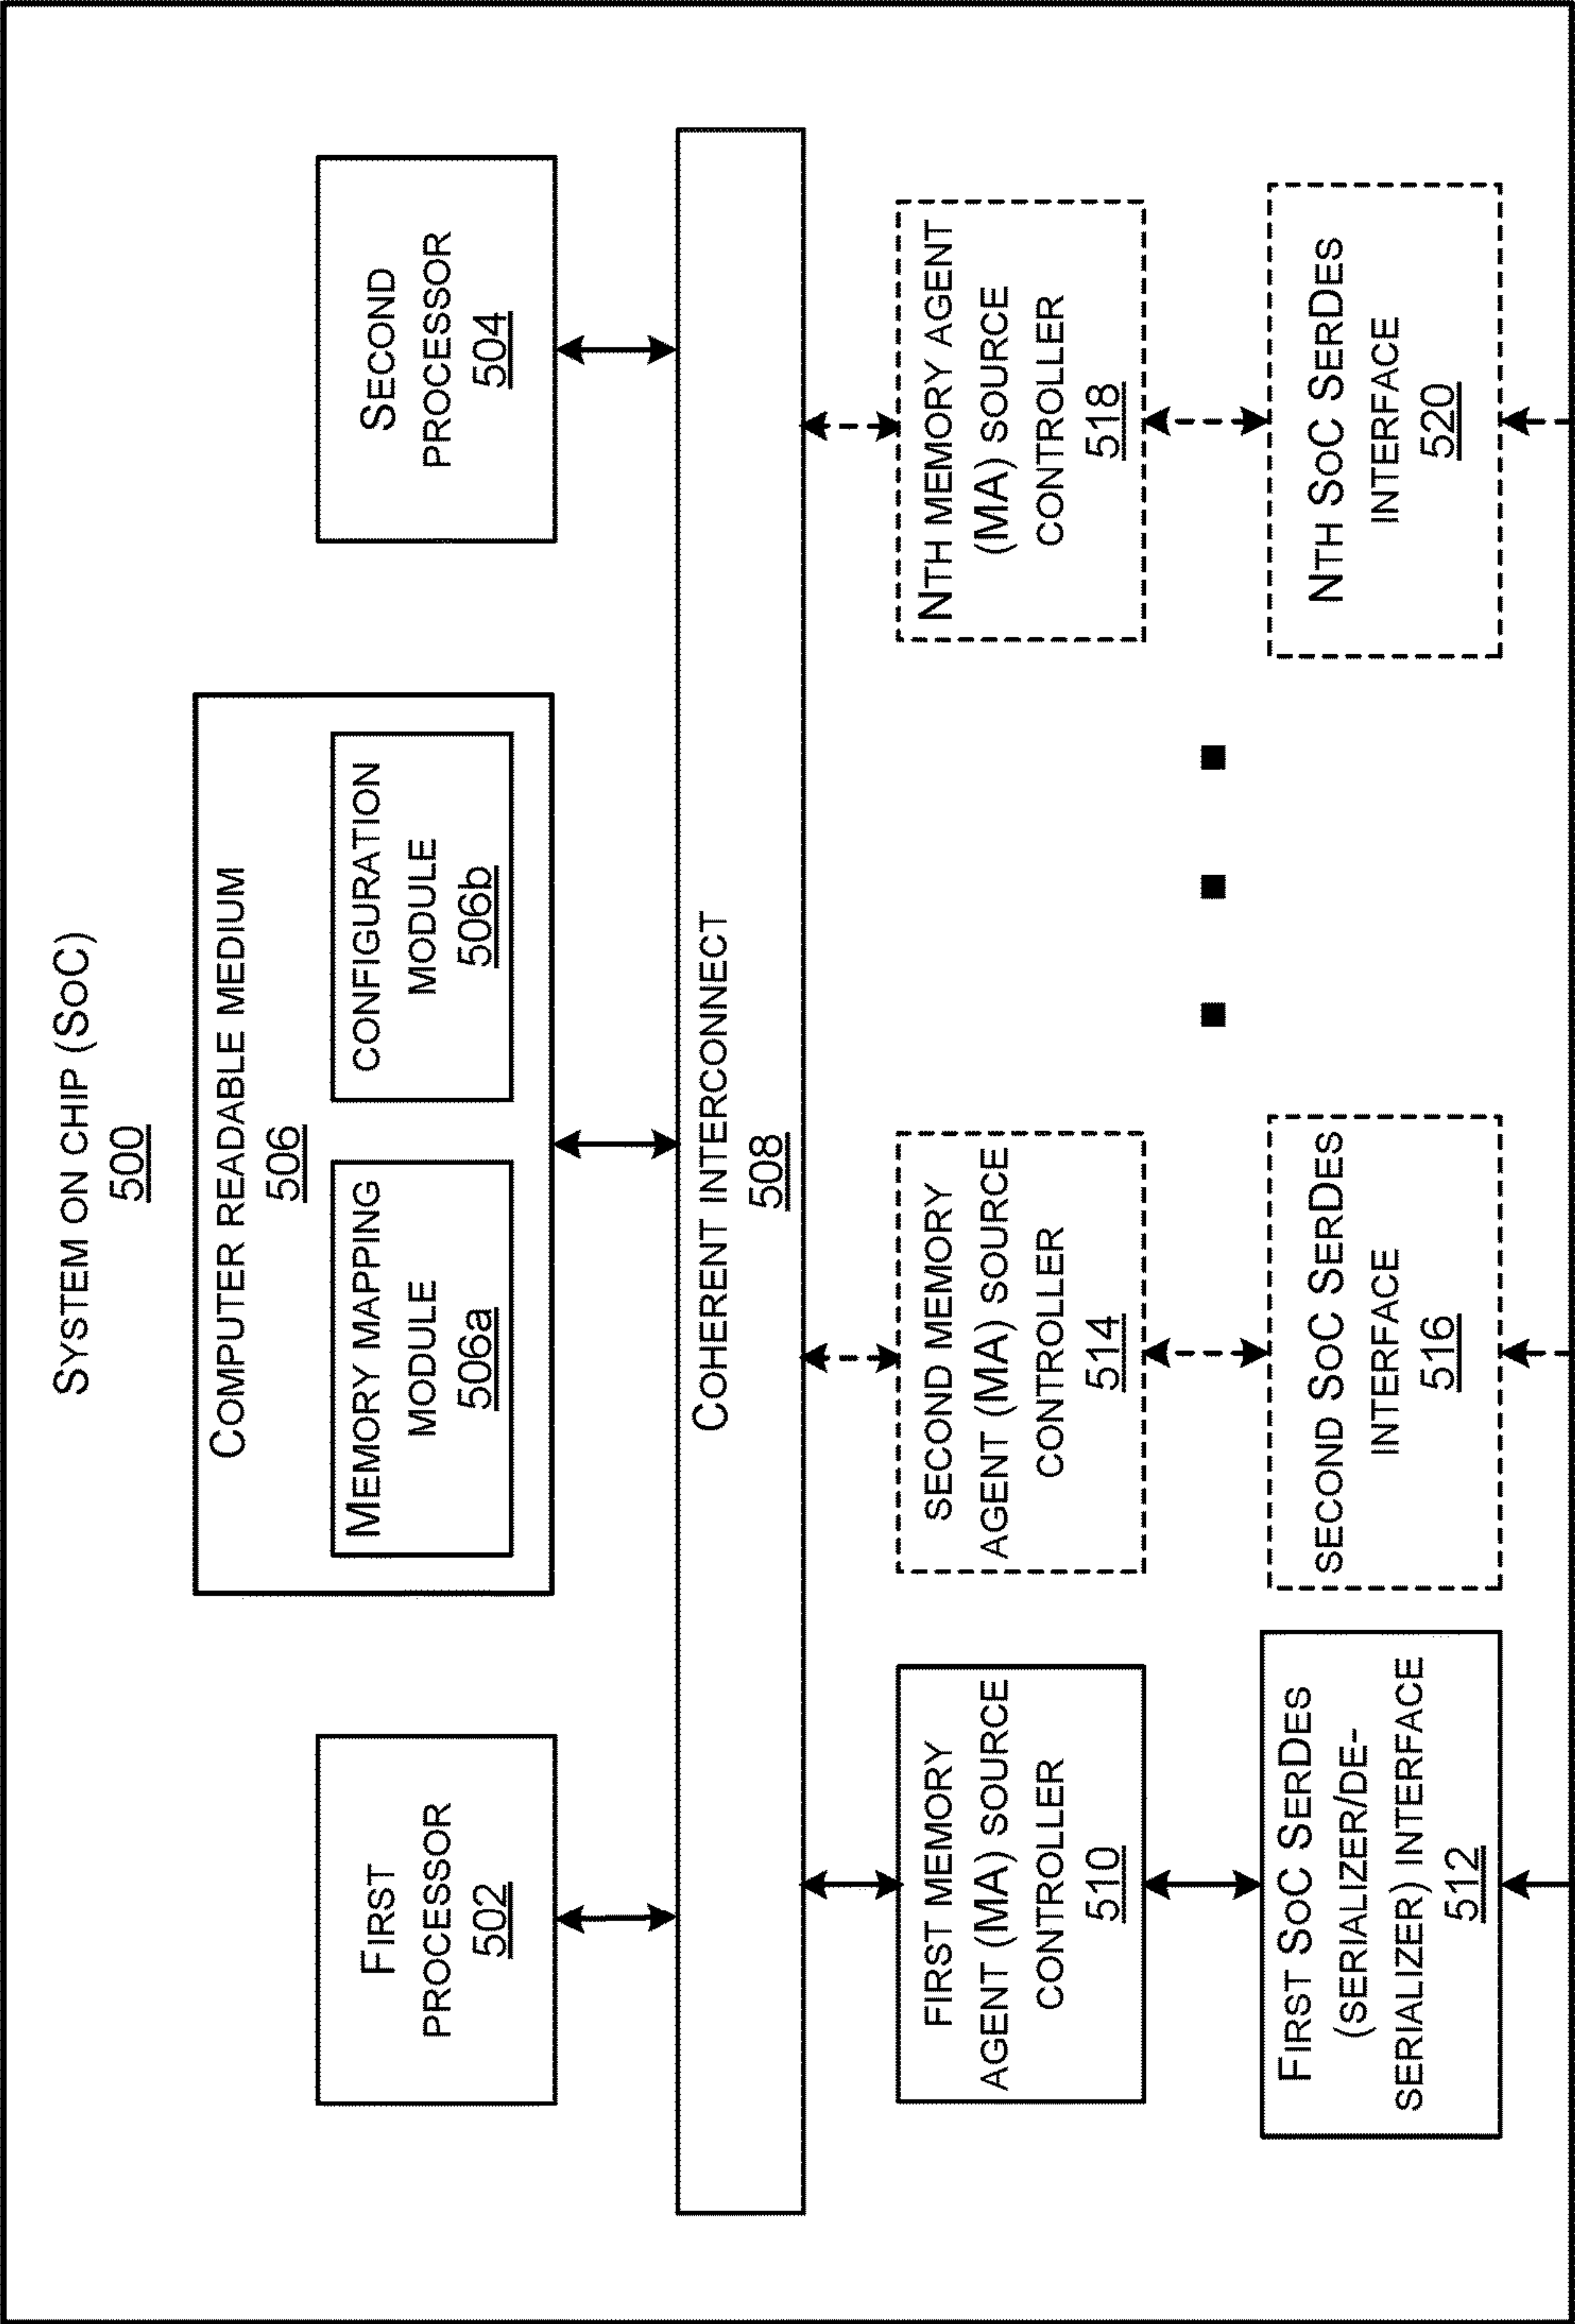 SYSTEM ON CHIP (SOC)
500
COMPUTER READABLE MEDIUM
506
FIRST
PROCESSOR
502
MEMORY MAPPING
MODULE
506a
CONFIGURATION
MODULE
506b
SECOND
PROCESSOR
504
COHERENT INTERCONNECT
508
FIRST MEMORY
AGENT (MA) SOURCE
CONTROLLER
510
SECOND MEMORY
AGENT (MA) SOURCE
CONTROLLER
514
NTH MEMORY AGENT
(MA) SOURCE
CONTROLLER
518
FIRST SOC SERDES
(SERIALIZER/DE-
SERIALIZER) INTERFACE
512
SECOND SOC SERDES
INTERFACE
516
NTH SOC SERDES
INTERFACE
520